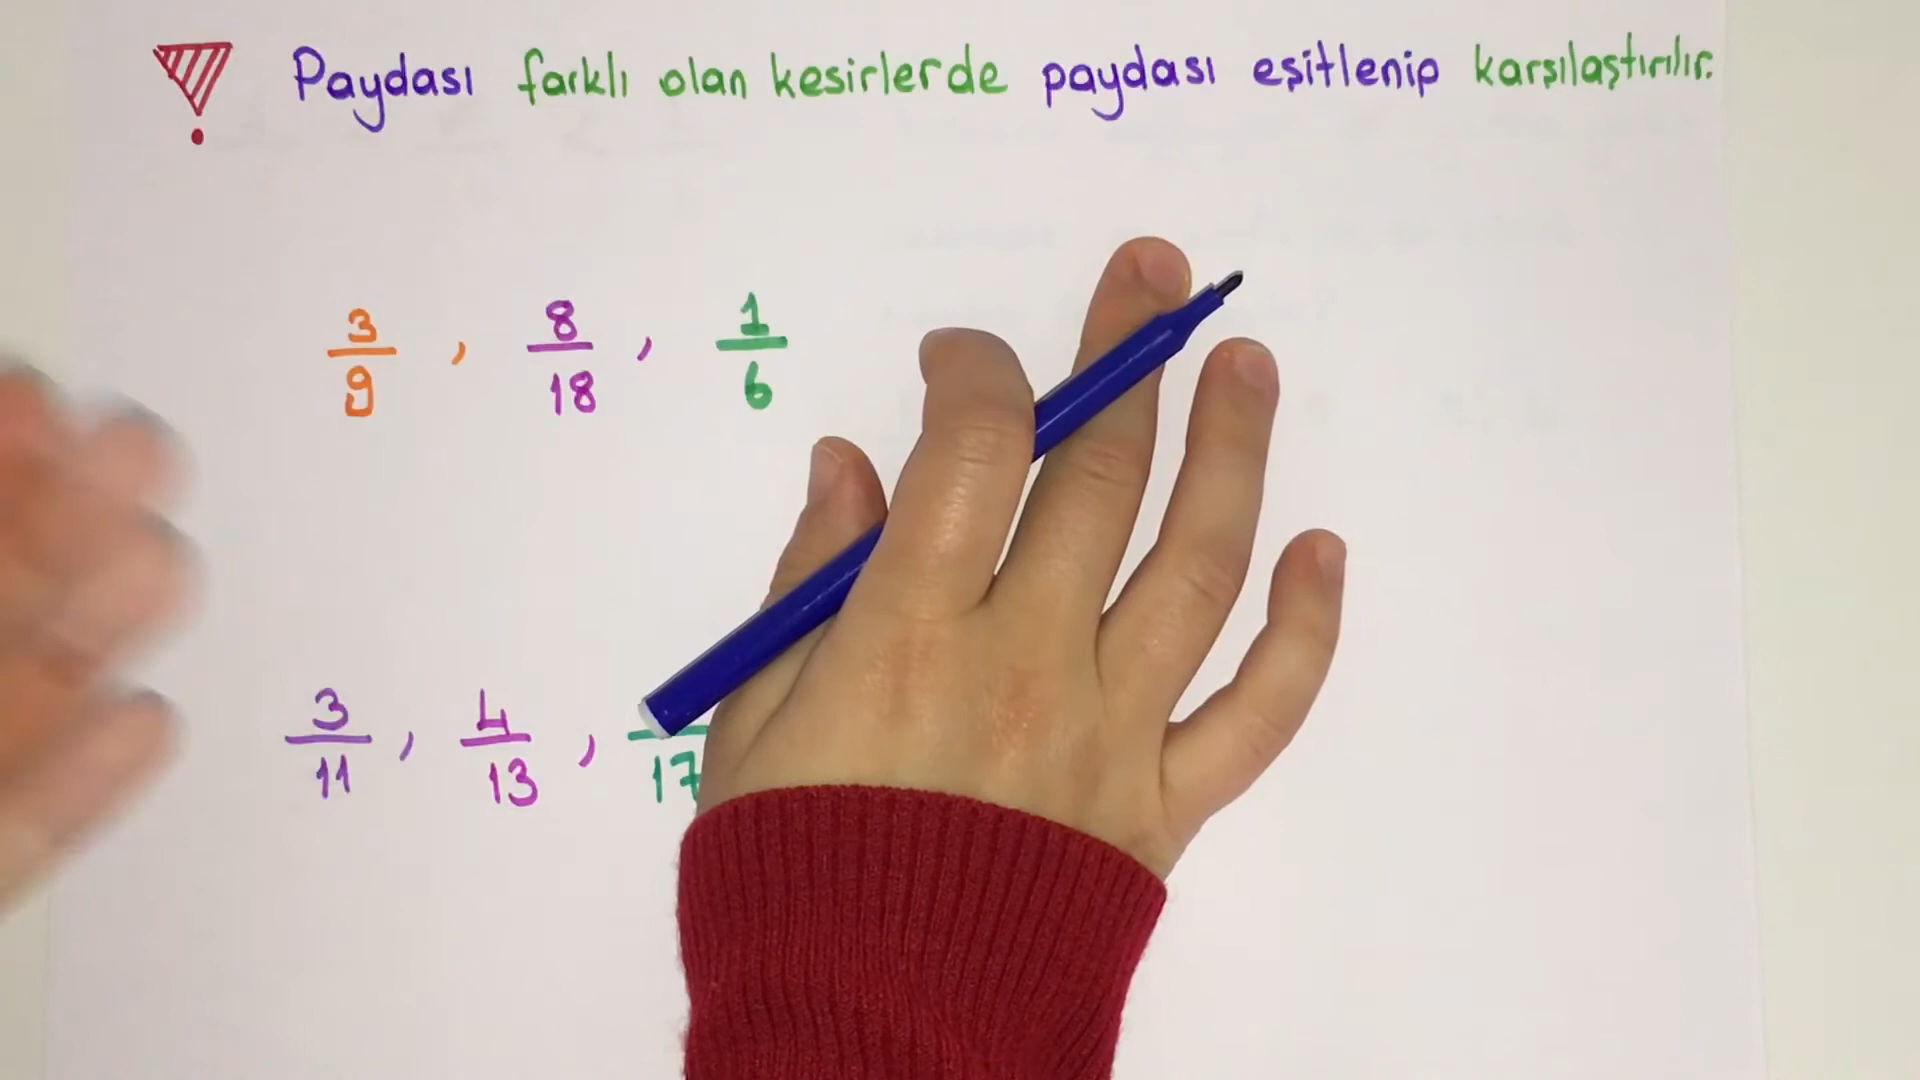 Paydası farklı olan kesirlerde paydası eşitlenip karşılaştırılır.
3/9 , 8/18 , 1/6
3/11 , 4/13 , /17